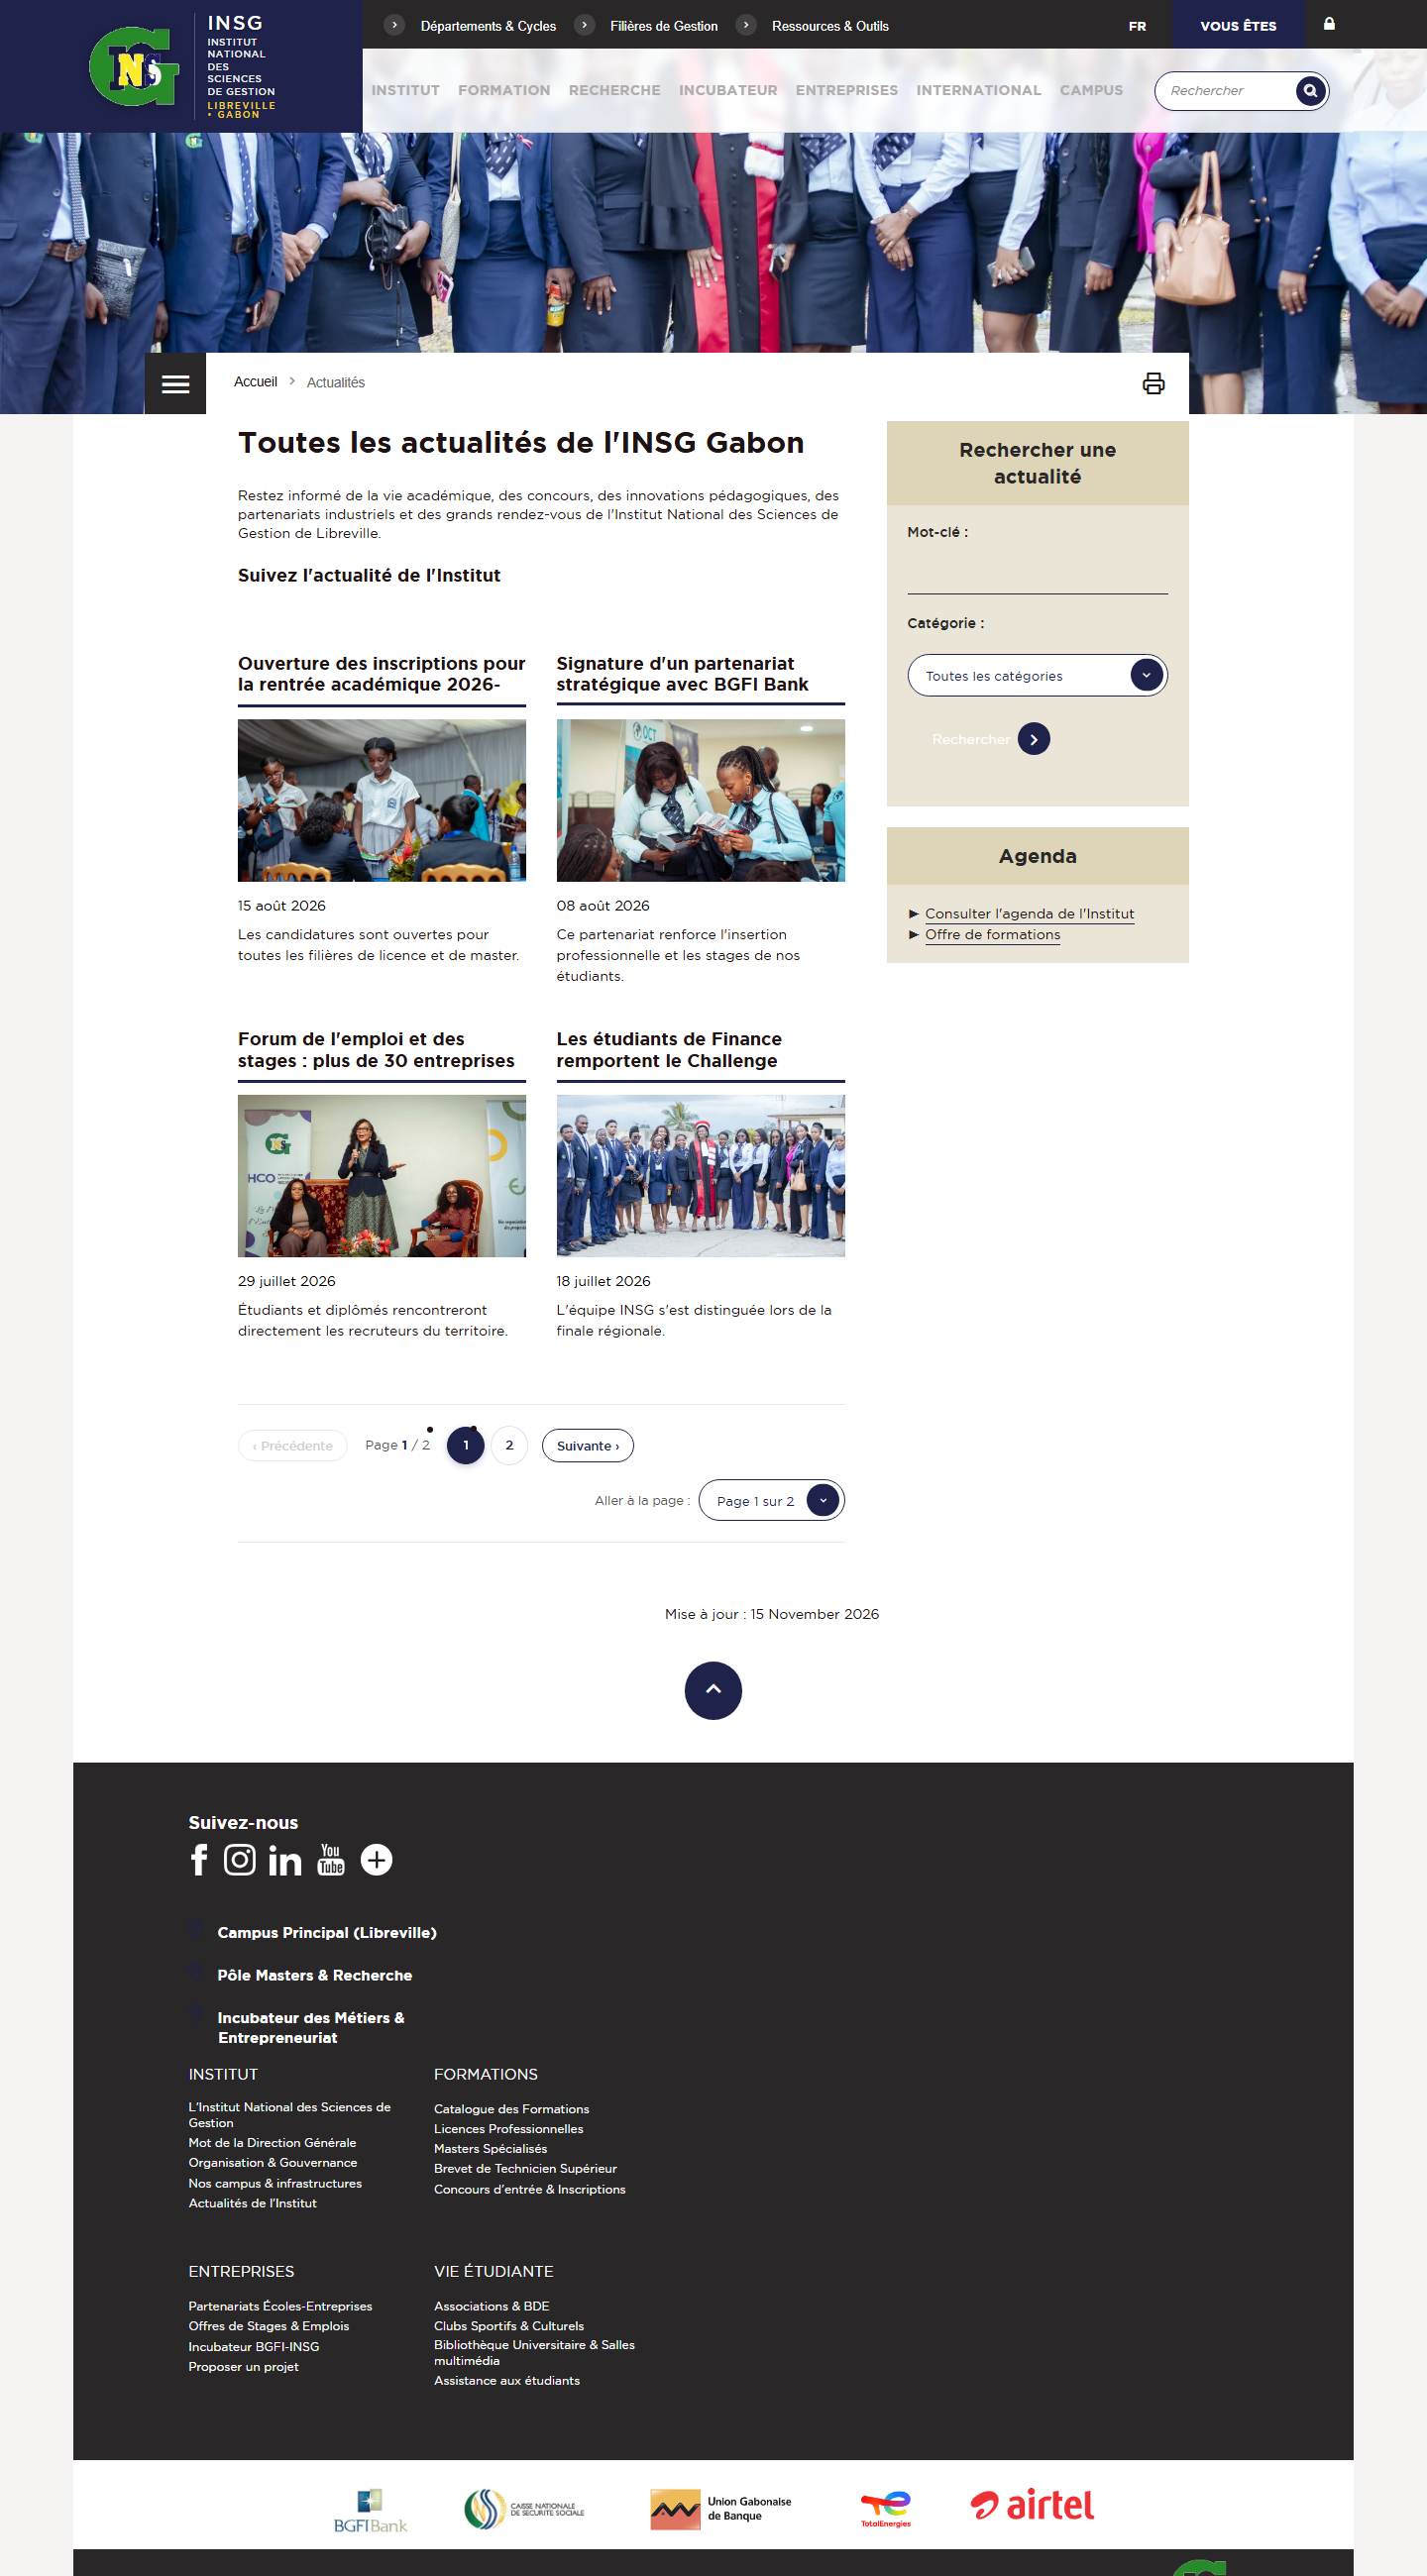 INSG
INSTITUT
NATIONAL
DES
SCIENCES
DE GESTION
LIBREVILLE
• GABON
Départements & Cycles
Filières de Gestion
Ressources & Outils
FR
VOUS ÊTES
INSTITUT
FORMATION
RECHERCHE
INCUBATEUR
ENTREPRISES
INTERNATIONAL
CAMPUS
Rechercher
Accueil
Actualités
Toutes les actualités de l'INSG Gabon
Restez informé de la vie académique, des concours, des innovations pédagogiques, des
partenariats industriels et des grands rendez-vous de l'Institut National des Sciences de
Gestion de Libreville.
Suivez l'actualité de l'Institut
Ouverture des inscriptions pour
la rentrée académique 2026-
15 août 2026
Les candidatures sont ouvertes pour
toutes les filières de licence et de master.
Signature d'un partenariat
stratégique avec BGFI Bank
OCT
08 août 2026
Ce partenariat renforce l'insertion
professionnelle et les stages de nos
étudiants.
Forum de l'emploi et des
stages : plus de 30 entreprises
HCO
29 juillet 2026
Étudiants et diplômés rencontreront
directement les recruteurs du territoire.
Les étudiants de Finance
remportent le Challenge
18 juillet 2026
L'équipe INSG s'est distinguée lors de la
finale régionale.
‹ Précédente
Page 1 / 2
1
2
Suivante ›
Aller à la page :
Page 1 sur 2
Rechercher une
actualité
Mot-clé :
Catégorie :
Toutes les catégories
Rechercher
Agenda
► Consulter l'agenda de l'Institut
► Offre de formations
Mise à jour : 15 November 2026
Suivez-nous
You
Tube
Campus Principal (Libreville)
Pôle Masters & Recherche
Incubateur des Métiers &
Entrepreneuriat
INSTITUT
L'Institut National des Sciences de
Gestion
Mot de la Direction Générale
Organisation & Gouvernance
Nos campus & infrastructures
Actualités de l'Institut
FORMATIONS
Catalogue des Formations
Licences Professionnelles
Masters Spécialisés
Brevet de Technicien Supérieur
Concours d'entrée & Inscriptions
ENTREPRISES
Partenariats Écoles-Entreprises
Offres de Stages & Emplois
Incubateur BGFI-INSG
Proposer un projet
VIE ÉTUDIANTE
Associations & BDE
Clubs Sportifs & Culturels
Bibliothèque Universitaire & Salles
multimédia
Assistance aux étudiants
BGFIBank
CAISSE NATIONALE
DE SECURITE SOCIALE
Union Gabonaise
de Banque
TotalEnergies
airtel